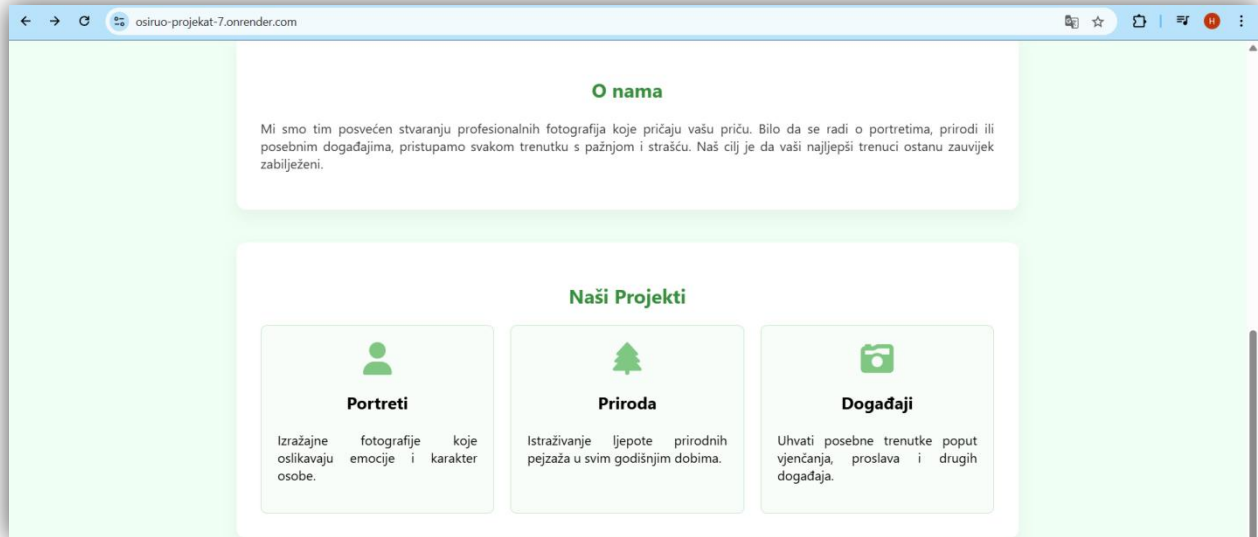 osiruo-projekat-7.onrender.com
H
O nama
Mi smo tim posvećen stvaranju profesionalnih fotografija koje pričaju vašu priču. Bilo da se radi o portretima, prirodi ili
posebnim događajima, pristupamo svakom trenutku s pažnjom i strašću. Naš cilj je da vaši najljepši trenuci ostanu zauvijek
zabilježeni.
Naši Projekti
Portreti
Izražajne fotografije koje
oslikavaju emocije i karakter
osobe.
Priroda
Istraživanje ljepote prirodnih
pejzaža u svim godišnjim dobima.
Događaji
Uhvati posebne trenutke poput
vjenčanja, proslava i drugih
događaja.